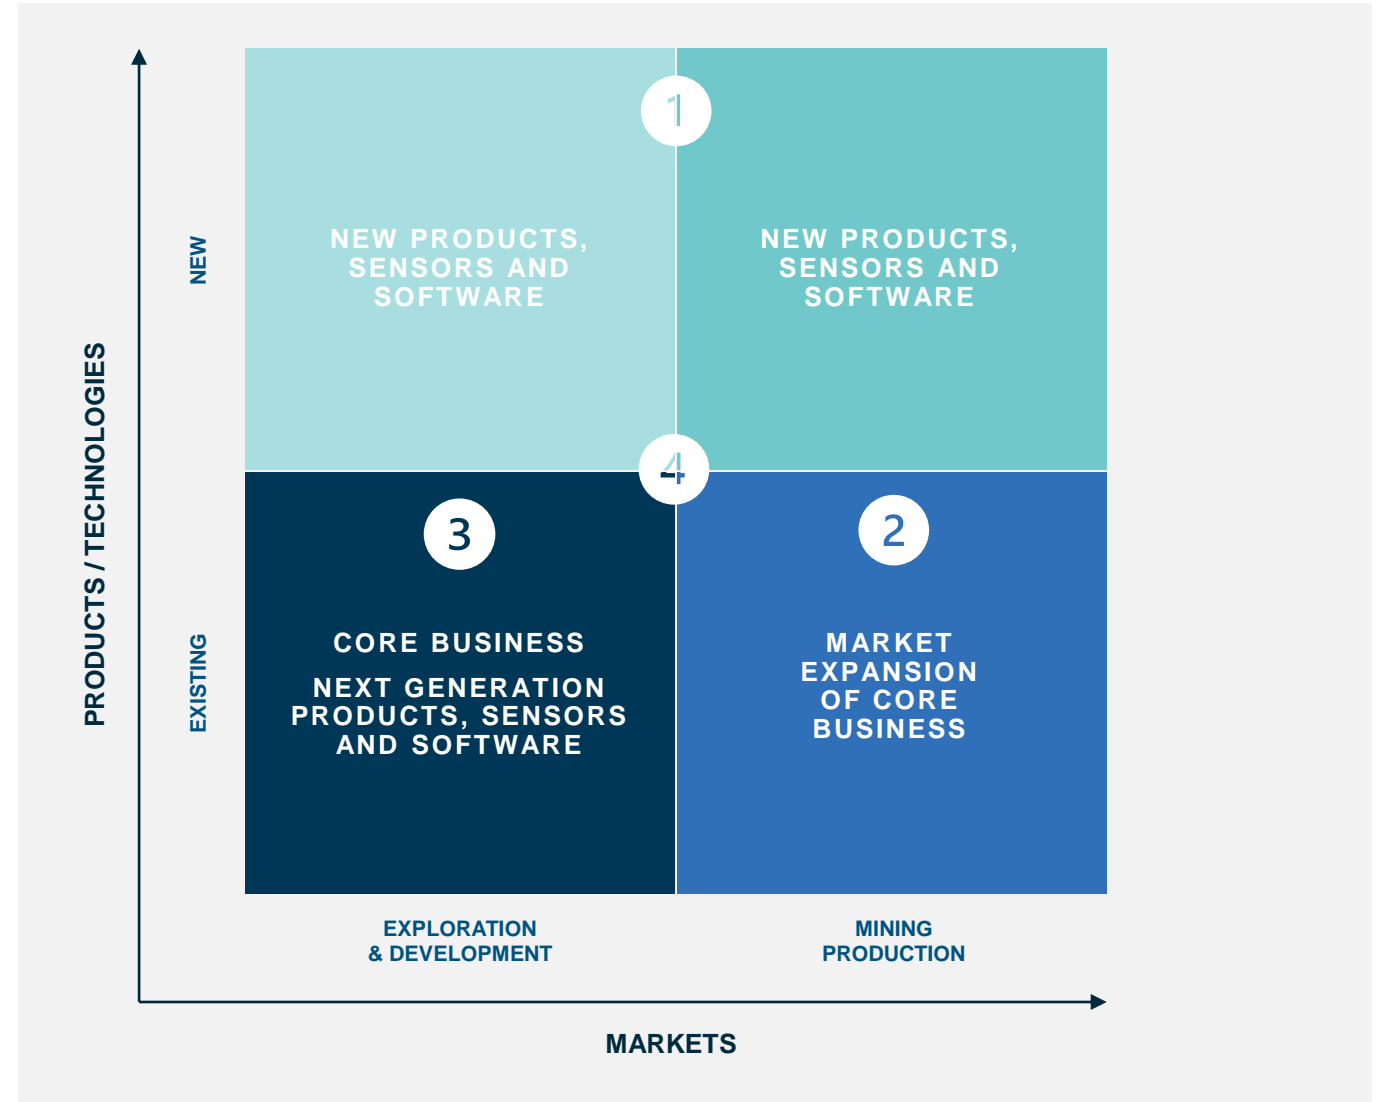 PRODUCTS / TECHNOLOGIES
NEW
EXISTING
1
NEW PRODUCTS,
SENSORS AND
SOFTWARE
NEW PRODUCTS,
SENSORS AND
SOFTWARE
4
3
CORE BUSINESS
NEXT GENERATION
PRODUCTS, SENSORS
AND SOFTWARE
2
MARKET
EXPANSION
OF CORE
BUSINESS
EXPLORATION
& DEVELOPMENT
MINING
PRODUCTION
MARKETS